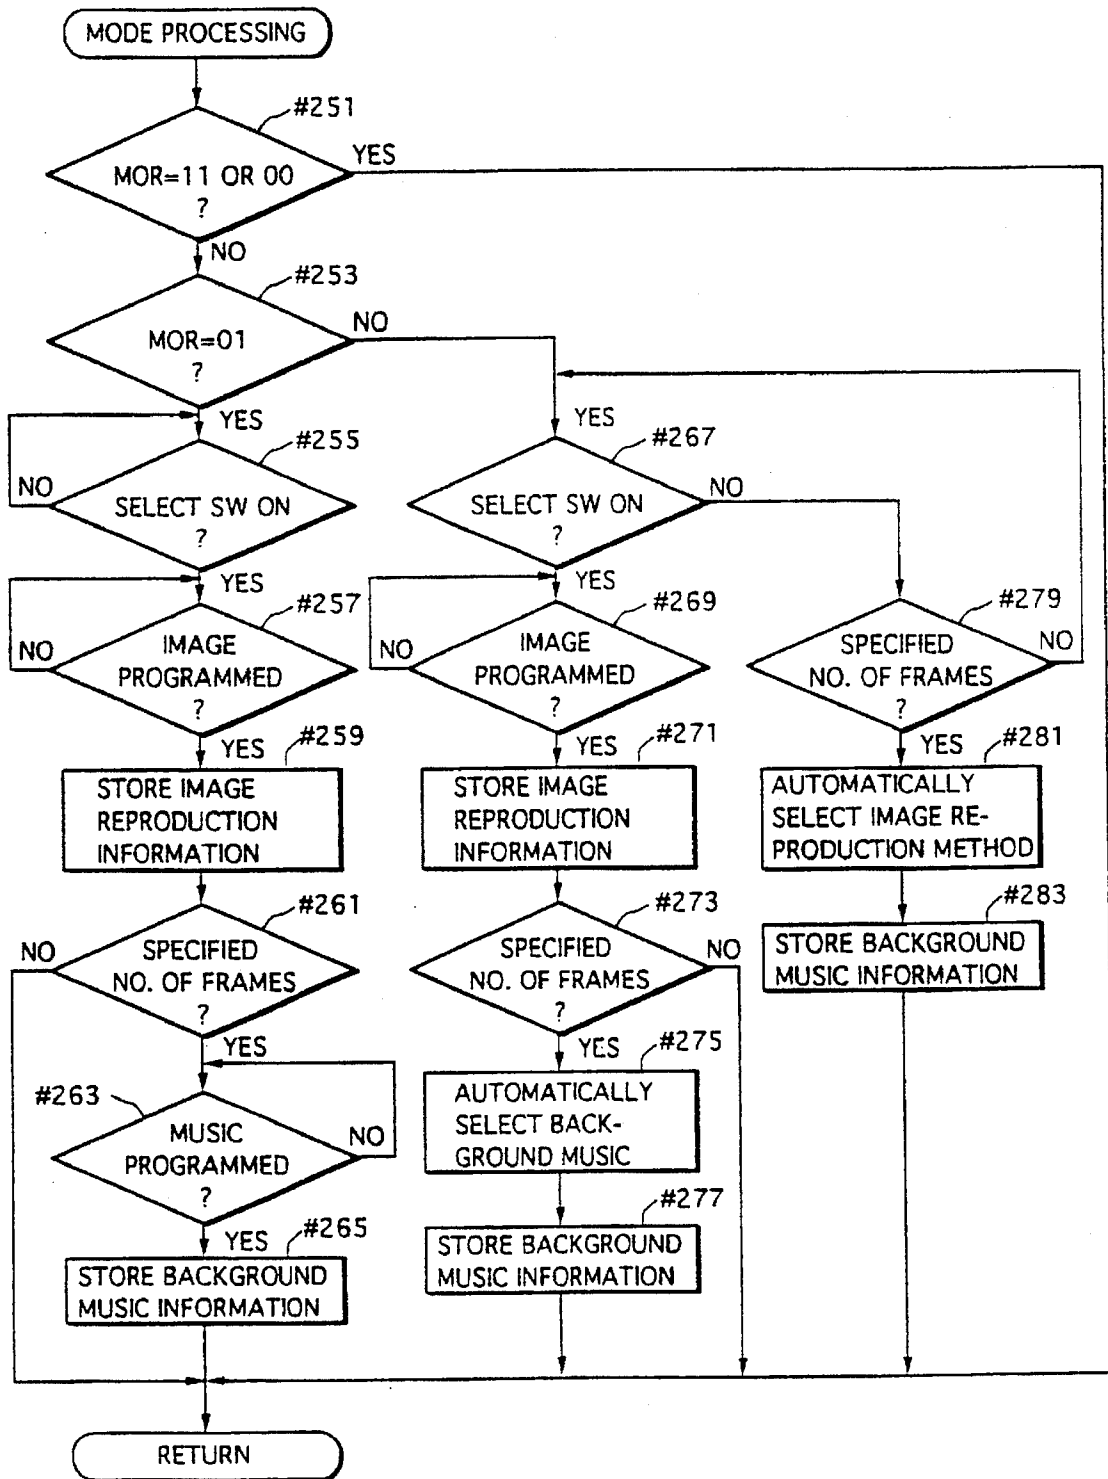 MODE PROCESSING
#251
MOR=11 OR 00
?
YES
NO
#253
MOR=01
?
NO
YES
#255
SELECT SW ON
?
NO
YES
#257
IMAGE
PROGRAMMED
?
NO
YES
#259
STORE IMAGE
REPRODUCTION
INFORMATION
#261
SPECIFIED
NO. OF FRAMES
?
NO
YES
#263
MUSIC
PROGRAMMED
?
NO
YES
#265
STORE BACKGROUND
MUSIC INFORMATION
YES
#267
SELECT SW ON
?
NO
YES
#269
IMAGE
PROGRAMMED
?
NO
YES
#271
STORE IMAGE
REPRODUCTION
INFORMATION
#273
SPECIFIED
NO. OF FRAMES
?
NO
YES
#275
AUTOMATICALLY
SELECT BACK-
GROUND MUSIC
#277
STORE BACKGROUND
MUSIC INFORMATION
#279
SPECIFIED
NO. OF FRAMES
?
NO
YES
#281
AUTOMATICALLY
SELECT IMAGE RE-
PRODUCTION METHOD
#283
STORE BACKGROUND
MUSIC INFORMATION
RETURN